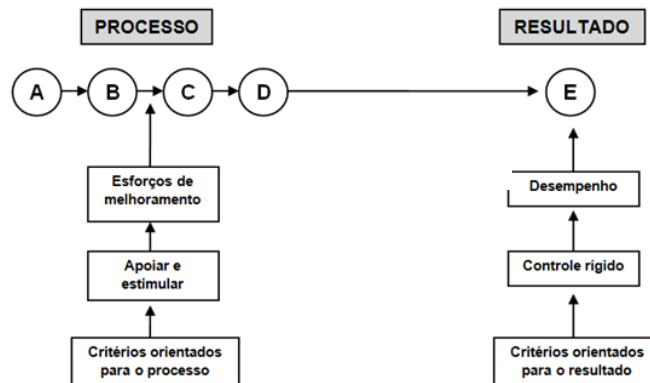 PROCESSO
RESULTADO
A
B
C
D
E
Esforços de
melhoramento
Desempenho
Apoiar e
estimular
Controle rígido
Critérios orientados
para o processo
Critérios orientados
para o resultado